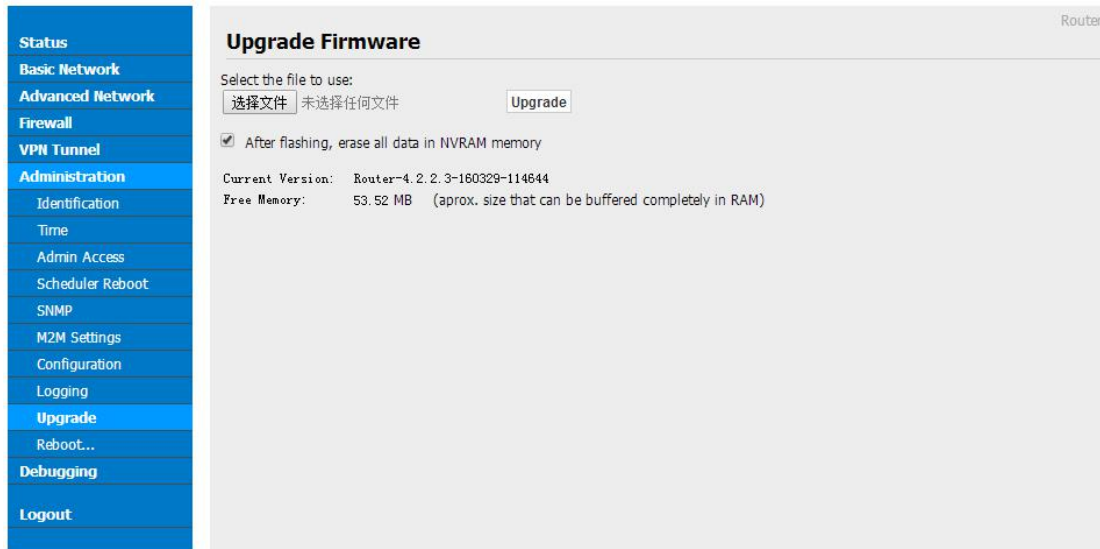 Router
Status
Basic Network
Advanced Network
Firewall
VPN Tunnel
Administration
Identification
Time
Admin Access
Scheduler Reboot
SNMP
M2M Settings
Configuration
Logging
Upgrade
Reboot...
Debugging
Logout
Upgrade Firmware
Select the file to use:
选择文件 未选择任何文件 Upgrade
After flashing, erase all data in NVRAM memory
Current Version: Router-4.2.2.3-160329-114644
Free Memory: 53.52 MB (aprox. size that can be buffered completely in RAM)